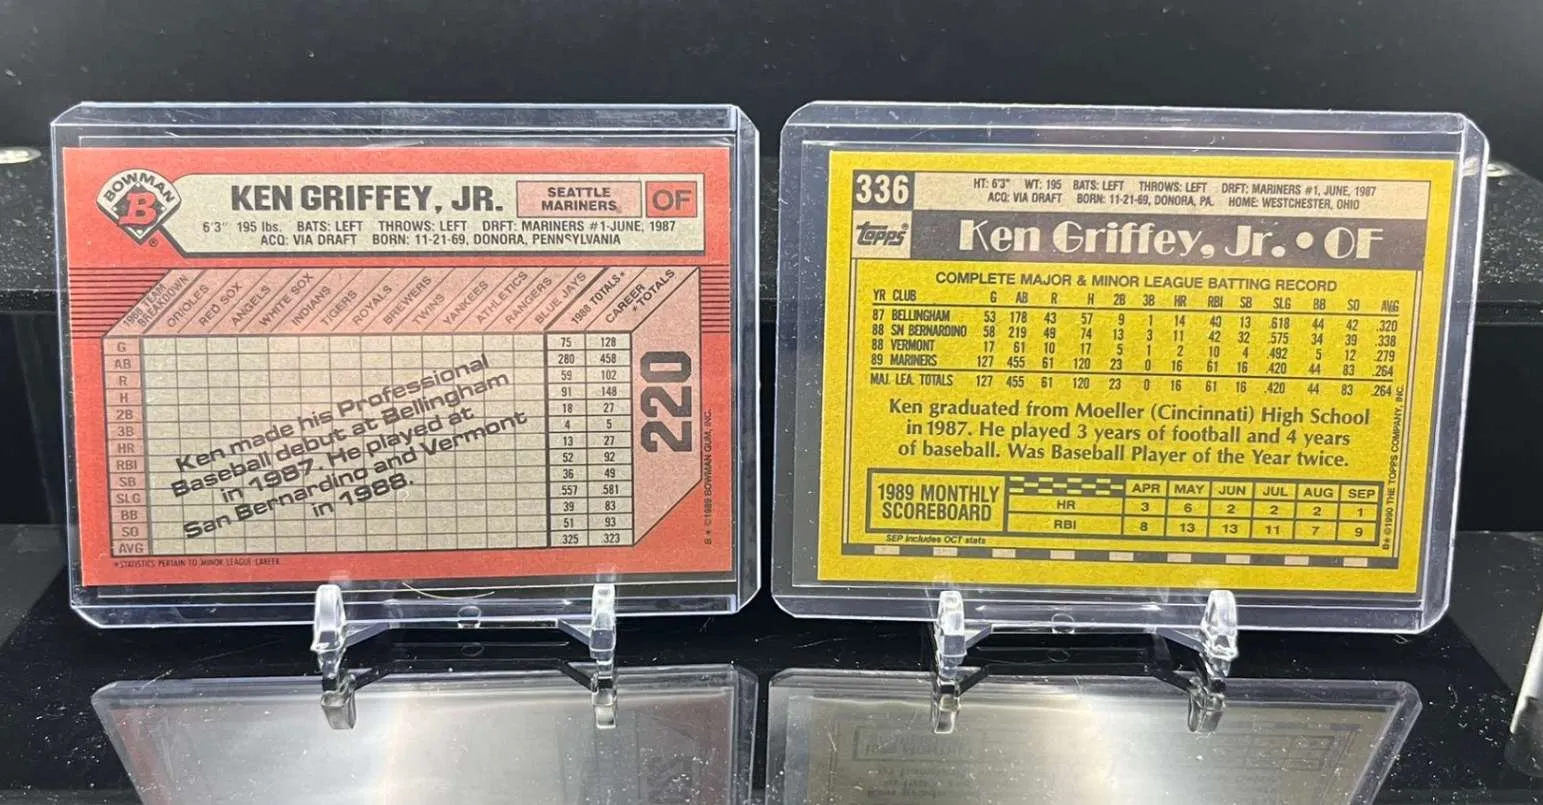 BOWMAN
B
KEN GRIFFEY, JR.
SEATTLE
MARINERS
OF
6'3" 195 lbs. BATS: LEFT THROWS: LEFT DRFT: MARINERS #1-JUNE, 1987
ACQ: VIA DRAFT BORN: 11-21-69, DONORA, PENNSYLVANIA
1988 TEAM BREAKDOWN ORIOLES RED SOX ANGELS WHITE SOX INDIANS TIGERS ROYALS BREWERS TWINS YANKEES ATHLETICS RANGERS BLUE JAYS 1988 TOTALS* CAREER TOTALS*
G 75 128
AB 280 458
R 59 102
H 91 148
2B 18 27
3B 4 5
HR 13 27
RBI 52 92
SB 36 49
SLG 557 581
BB 39 83
SO 51 93
AVG 325 .323
Ken made his Professional
Baseball debut at Bellingham
in 1987. He played at
San Bernardino and Vermont
in 1988.
220
B* ©1989 BOWMAN GUM, INC.
*STATISTICS PERTAIN TO MINOR LEAGUE CAREER
336
HT: 6'3" WT: 195 BATS: LEFT THROWS: LEFT DRFT: MARINERS #1, JUNE, 1987
ACQ: VIA DRAFT BORN: 11-21-69, DONORA, PA. HOME: WESTCHESTER, OHIO
topps
Ken Griffey, Jr. • OF
COMPLETE MAJOR & MINOR LEAGUE BATTING RECORD
YR CLUB G AB R H 2B 3B HR RBI SB SLG BB SO AVG
87 BELLINGHAM 53 178 43 57 9 1 14 40 13 .618 44 42 .320
88 SN BERNARDINO 58 219 49 74 13 3 11 42 32 .575 34 39 .338
88 VERMONT 17 61 10 17 5 1 2 10 4 .492 5 12 .279
89 MARINERS 127 455 61 120 23 0 16 61 16 .420 44 83 .264
MAJ. LEA. TOTALS 127 455 61 120 23 0 16 61 16 .420 44 83 .264
Ken graduated from Moeller (Cincinnati) High School
in 1987. He played 3 years of football and 4 years
of baseball. Was Baseball Player of the Year twice.
1989 MONTHLY
SCOREBOARD
APR MAY JUN JUL AUG SEP
HR 3 6 2 2 2 1
RBI 8 13 13 11 7 9
SEP includes OCT stats
B* ©1990 THE TOPPS COMPANY, INC.